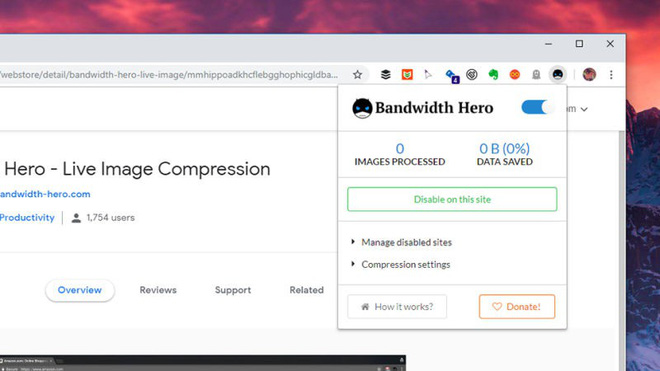 /webstore/detail/bandwidth-hero-live-image/mmhippoadkhcflebgghophicgldba...
4
Bandwidth Hero
om
0
0 B (0%)
IMAGES PROCESSED
DATA SAVED
Hero - Live Image Compression
andwidth-hero.com
Disable on this site
Productivity
1,754 users
Manage disabled sites
Compression settings
Overview
Reviews
Support
Related
How it works?
Donate!